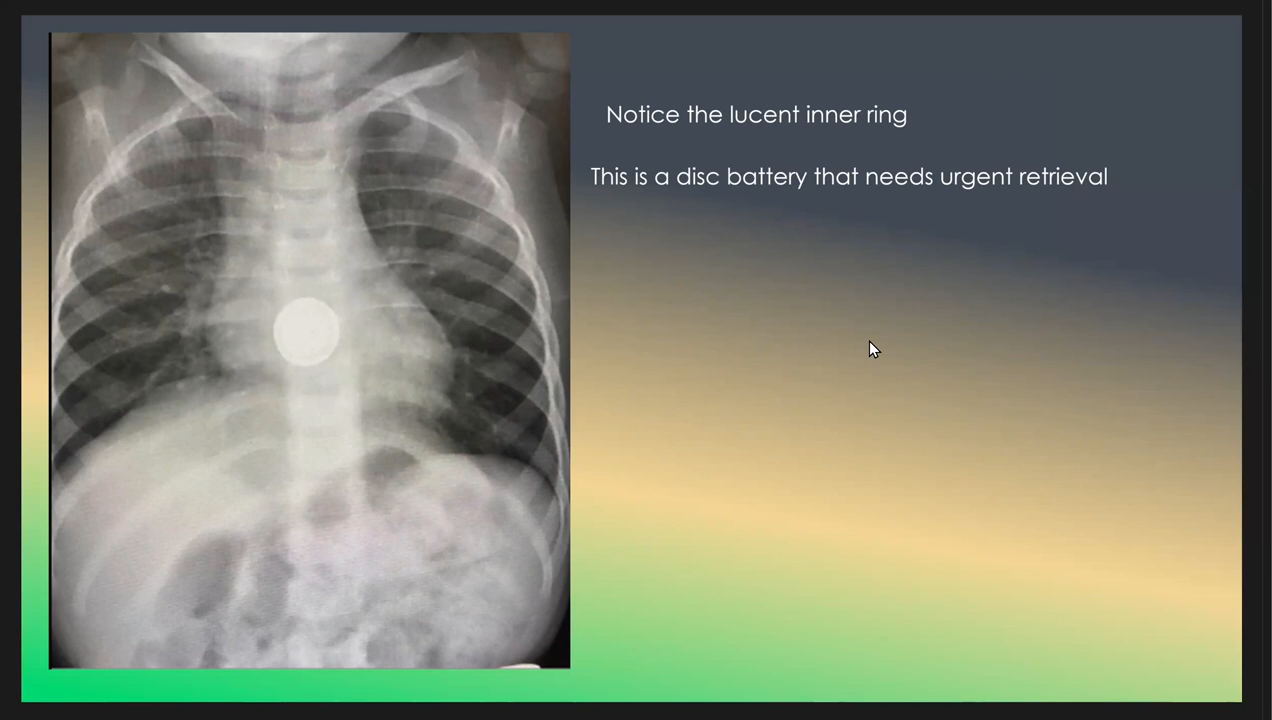 Notice the lucent inner ring
This is a disc battery that needs urgent retrieval